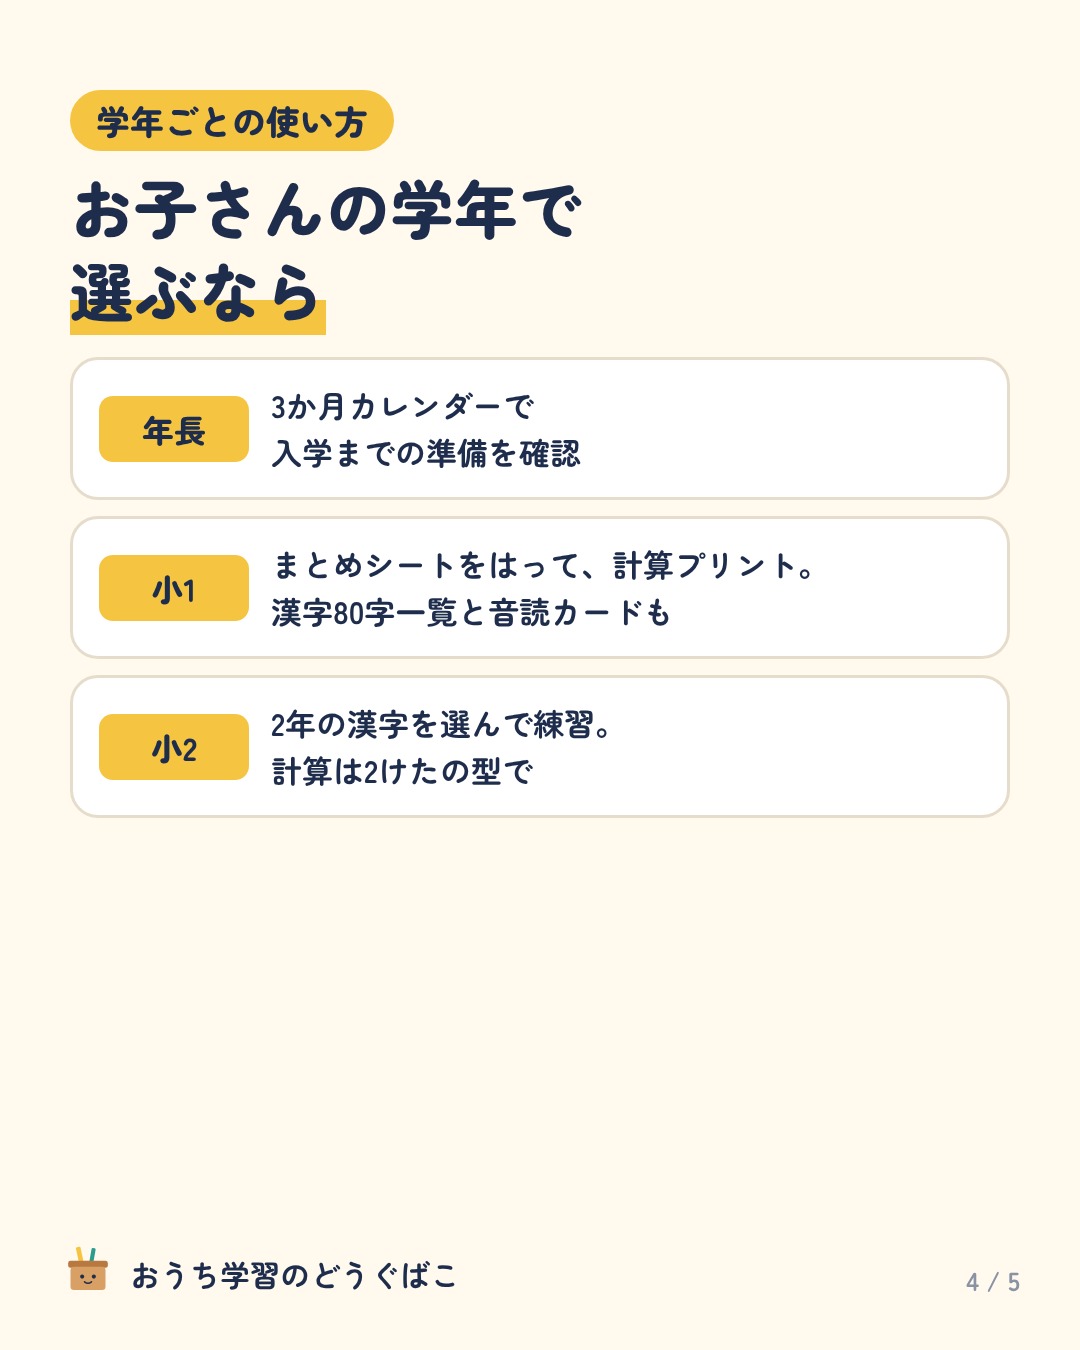 学年ごとの使い方
お子さんの学年で
選ぶなら
年長
3か月カレンダーで
入学までの準備を確認
小1
まとめシートをはって、計算プリント。
漢字80字一覧と音読カードも
小2
2年の漢字を選んで練習。
計算は2けたの型で
おうち学習のどうぐばこ
4 / 5